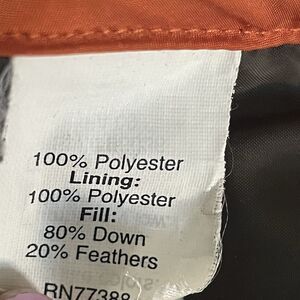 100% Polyester
Lining:
100% Polyester
Fill:
80% Down
20% Feathers
RN77388